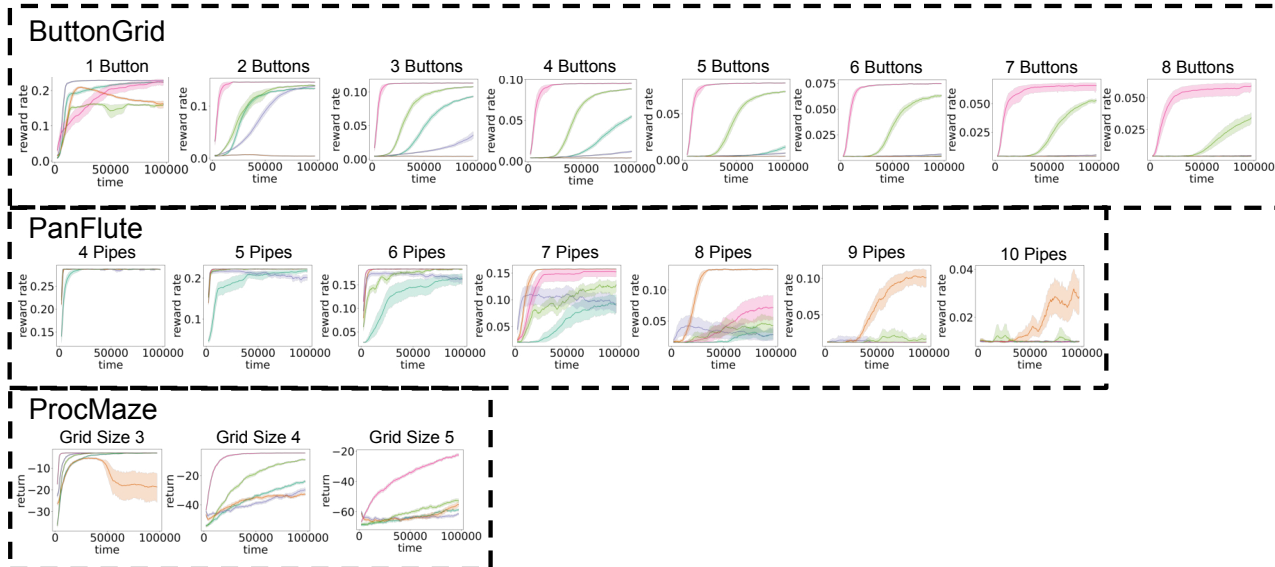 ButtonGrid
1 Button
2 Buttons
3 Buttons
4 Buttons
5 Buttons
6 Buttons
7 Buttons
8 Buttons
reward rate
0.2
0.1
0.0
0 50000 100000
time
reward rate
0.15
0.10
0.05
0.00
0 50000 100000
time
reward rate
0.10
0.05
0.00
0 50000 100000
time
reward rate
0.10
0.05
0.00
0 50000 100000
time
reward rate
0.05
0.00
0 50000 100000
time
reward rate
0.075
0.050
0.025
0 50000 100000
time
reward rate
0.050
0.025
0 50000 100000
time
reward rate
0.050
0.025
0 50000 100000
time
PanFlute
4 Pipes
5 Pipes
6 Pipes
7 Pipes
8 Pipes
9 Pipes
10 Pipes
reward rate
0.25
0.20
0.15
0 50000 100000
time
reward rate
0.2
0.1
0 50000 100000
time
reward rate
0.15
0.10
0.05
0 50000 100000
time
reward rate
0.15
0.10
0.05
0 50000 100000
time
reward rate
0.10
0.05
0 50000 100000
time
reward rate
0.10
0.05
0 50000 100000
time
reward rate
0.04
0.02
0 50000 100000
time
ProcMaze
Grid Size 3
Grid Size 4
Grid Size 5
return
−10
−20
−30
0 50000 100000
time
return
−20
−40
0 50000 100000
time
return
−20
−40
−60
0 50000 100000
time